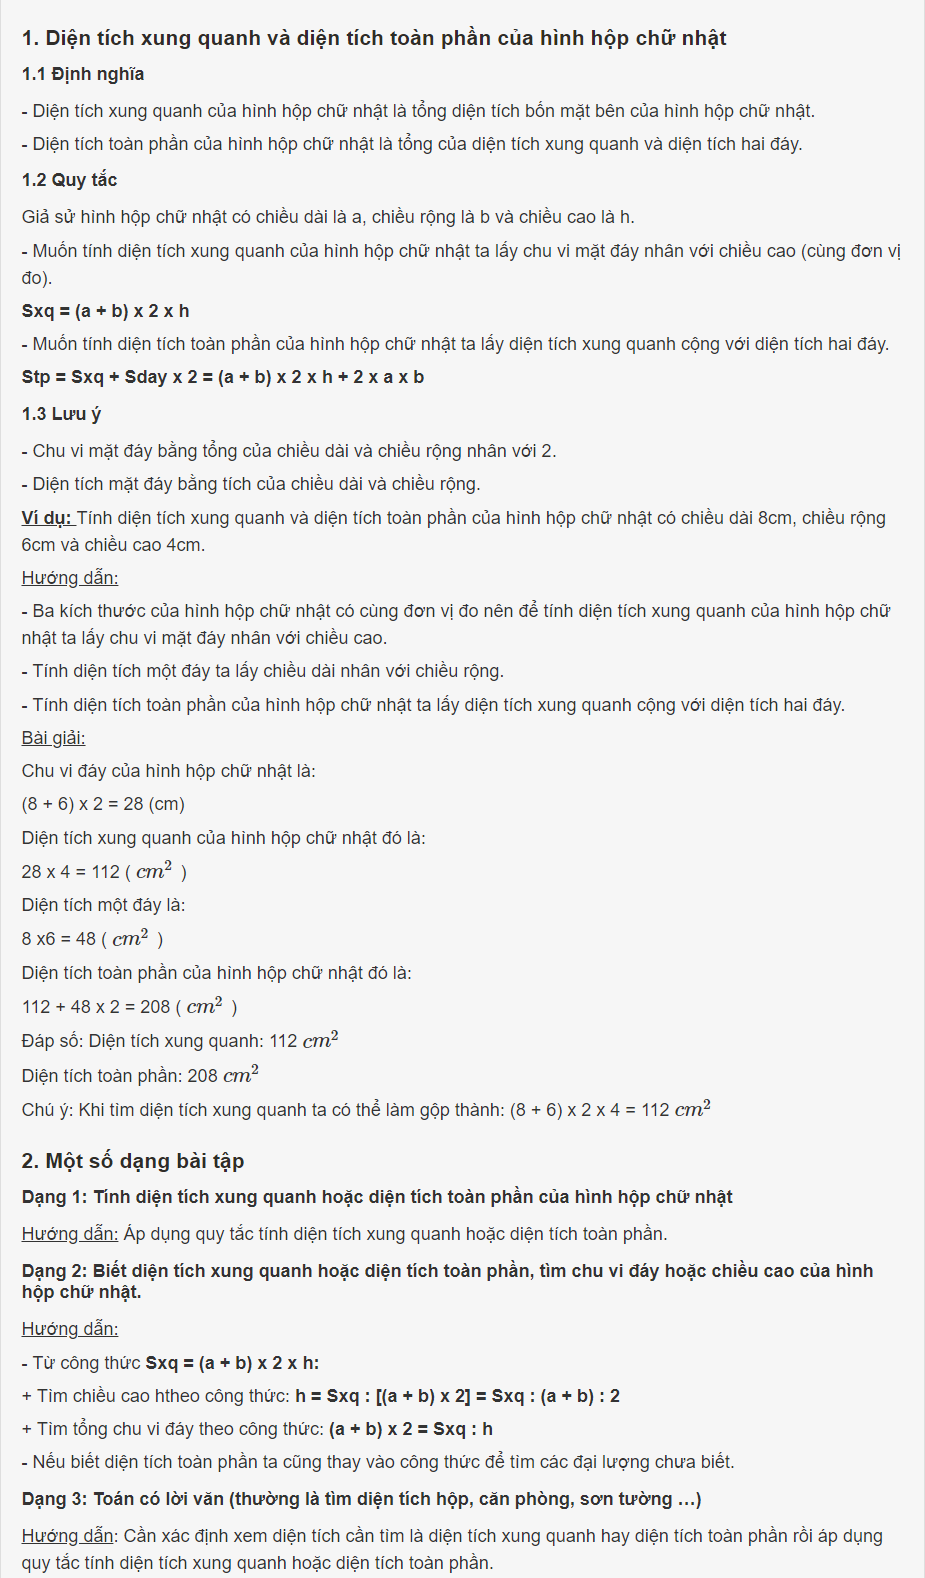 1. Diện tích xung quanh và diện tích toàn phần của hình hộp chữ nhật
1.1 Định nghĩa
- Diện tích xung quanh của hình hộp chữ nhật là tổng diện tích bốn mặt bên của hình hộp chữ nhật.
- Diện tích toàn phần của hình hộp chữ nhật là tổng của diện tích xung quanh và diện tích hai đáy.
1.2 Quy tắc
Giả sử hình hộp chữ nhật có chiều dài là a, chiều rộng là b và chiều cao là h.
- Muốn tính diện tích xung quanh của hình hộp chữ nhật ta lấy chu vi mặt đáy nhân với chiều cao (cùng đơn vị
đo).
Sxq = (a + b) x 2 x h
- Muốn tính diện tích toàn phần của hình hộp chữ nhật ta lấy diện tích xung quanh cộng với diện tích hai đáy.
Stp = Sxq + Sday x 2 = (a + b) x 2 x h + 2 x a x b
1.3 Lưu ý
- Chu vi mặt đáy bằng tổng của chiều dài và chiều rộng nhân với 2.
- Diện tích mặt đáy bằng tích của chiều dài và chiều rộng.
Ví dụ: Tính diện tích xung quanh và diện tích toàn phần của hình hộp chữ nhật có chiều dài 8cm, chiều rộng
6cm và chiều cao 4cm.
Hướng dẫn:
- Ba kích thước của hình hộp chữ nhật có cùng đơn vị đo nên để tính diện tích xung quanh của hình hộp chữ
nhật ta lấy chu vi mặt đáy nhân với chiều cao.
- Tính diện tích một đáy ta lấy chiều dài nhân với chiều rộng.
- Tính diện tích toàn phần của hình hộp chữ nhật ta lấy diện tích xung quanh cộng với diện tích hai đáy.
Bài giải:
Chu vi đáy của hình hộp chữ nhật là:
(8 + 6) x 2 = 28 (cm)
Diện tích xung quanh của hình hộp chữ nhật đó là:
28 x 4 = 112 ( cm² )
Diện tích một đáy là:
8 x6 = 48 ( cm² )
Diện tích toàn phần của hình hộp chữ nhật đó là:
112 + 48 x 2 = 208 ( cm² )
Đáp số: Diện tích xung quanh: 112 cm²
Diện tích toàn phần: 208 cm²
Chú ý: Khi tìm diện tích xung quanh ta có thể làm gộp thành: (8 + 6) x 2 x 4 = 112 cm²
2. Một số dạng bài tập
Dạng 1: Tính diện tích xung quanh hoặc diện tích toàn phần của hình hộp chữ nhật
Hướng dẫn: Áp dụng quy tắc tính diện tích xung quanh hoặc diện tích toàn phần.
Dạng 2: Biết diện tích xung quanh hoặc diện tích toàn phần, tìm chu vi đáy hoặc chiều cao của hình
hộp chữ nhật.
Hướng dẫn:
- Từ công thức Sxq = (a + b) x 2 x h:
+ Tìm chiều cao htheo công thức: h = Sxq : [(a + b) x 2] = Sxq : (a + b) : 2
+ Tìm tổng chu vi đáy theo công thức: (a + b) x 2 = Sxq : h
- Nếu biết diện tích toàn phần ta cũng thay vào công thức để tìm các đại lượng chưa biết.
Dạng 3: Toán có lời văn (thường là tìm diện tích hộp, căn phòng, sơn tường …)
Hướng dẫn: Cần xác định xem diện tích cần tìm là diện tích xung quanh hay diện tích toàn phần rồi áp dụng
quy tắc tính diện tích xung quanh hoặc diện tích toàn phần.